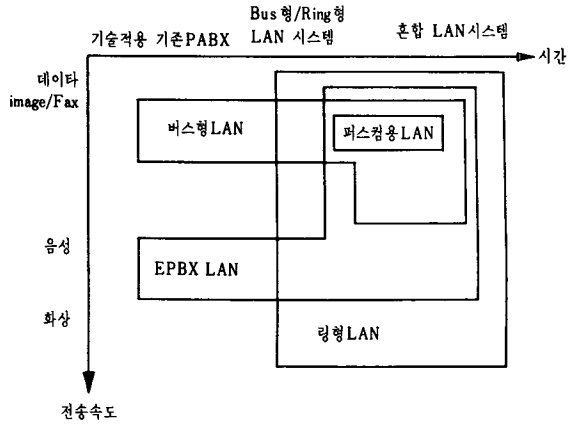 Bus형/Ring형
기술적용 기존PABX LAN 시스템 혼합 LAN시스템
시간
데이타
image/Fax
버스형LAN
퍼스컴용LAN
음성
EPBX LAN
화상
링형LAN
전송속도